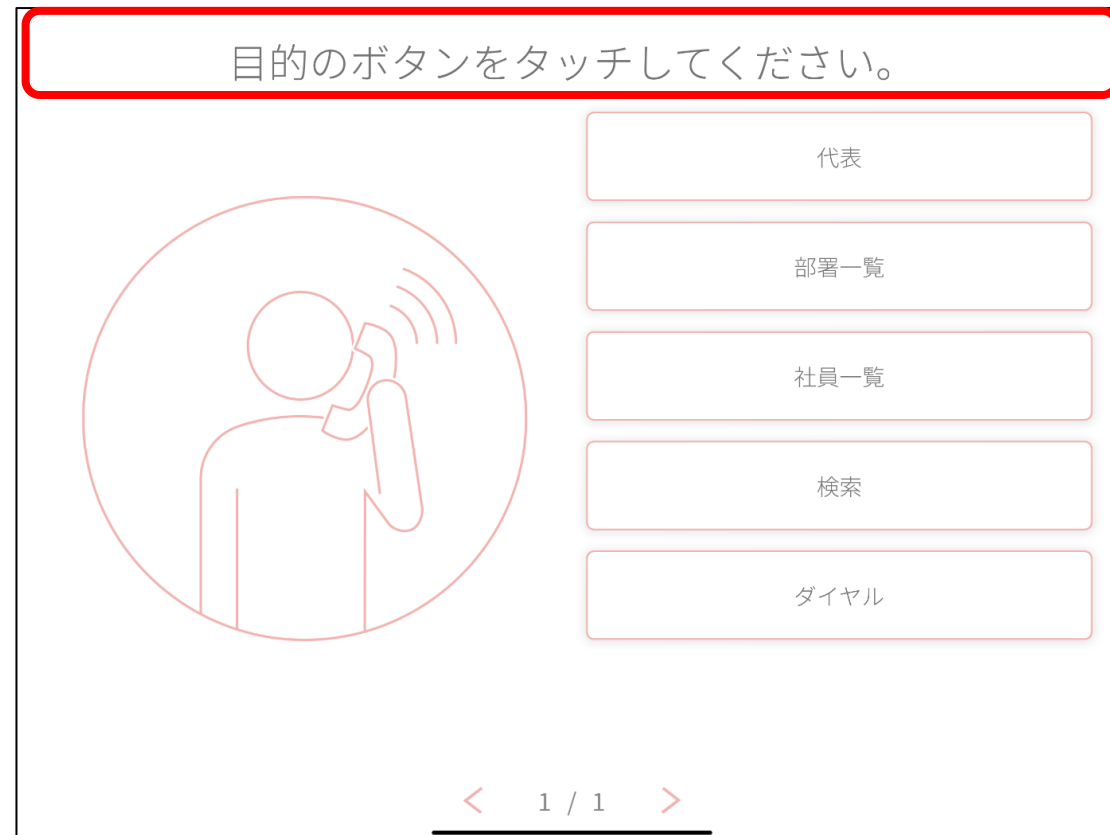 目的のボタンをタッチしてください。
代表
部署一覧
社員一覧
検索
ダイヤル
< 1 / 1 >